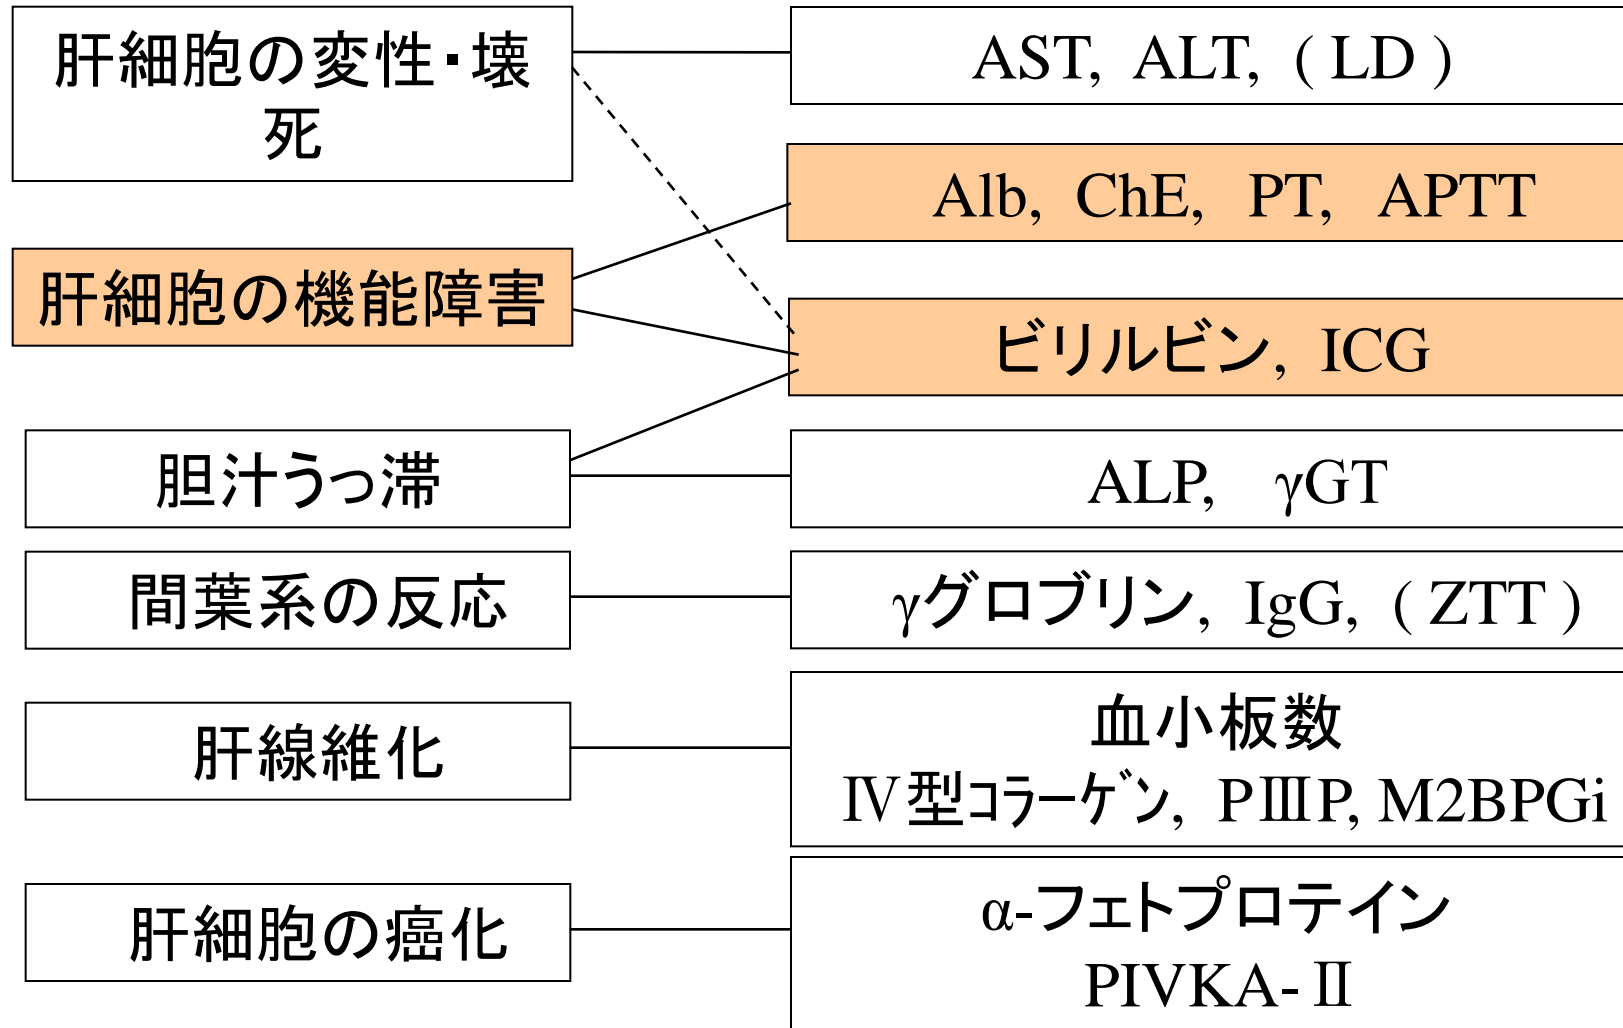 肝細胞の変性・壊
死
AST, ALT, ( LD )
Alb, ChE, PT, APTT
肝細胞の機能障害
ビリルビン, ICG
胆汁うっ滞
ALP, γGT
間葉系の反応
γグロブリン, IgG, ( ZTT )
肝線維化
血小板数
Ⅳ型コラーゲン, PⅢP, M2BPGi
肝細胞の癌化
α-フェトプロテイン
PIVKA-Ⅱ